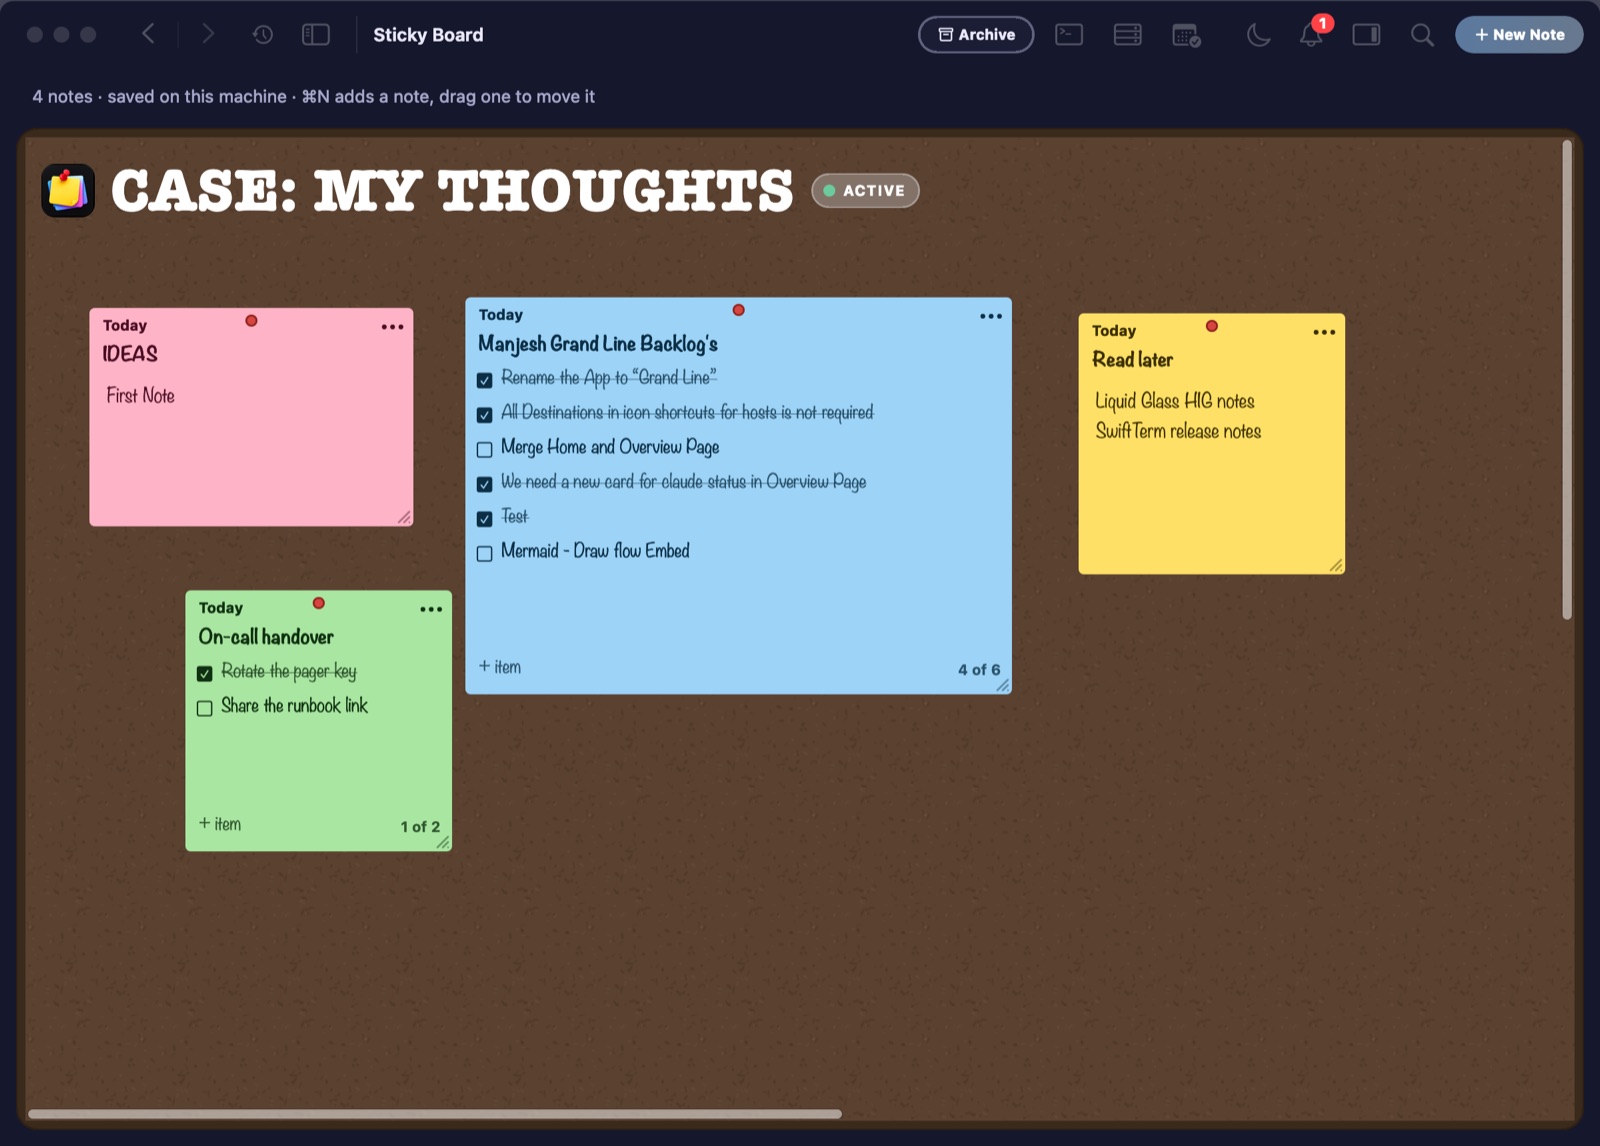 Sticky Board
Archive
1
+ New Note
4 notes · saved on this machine · ⌘N adds a note, drag one to move it
CASE: MY THOUGHTS
ACTIVE
Today
IDEAS
First Note
Today
Manjesh Grand Line Backlog's
Rename the App to “Grand Line”
All Destinations in icon shortcuts for hosts is not required
Merge Home and Overview Page
We need a new card for claude status in Overview Page
Test
Mermaid - Draw flow Embed
+ item
4 of 6
Today
Read later
Liquid Glass HIG notes
SwiftTerm release notes
Today
On-call handover
Rotate the pager key
Share the runbook link
+ item
1 of 2